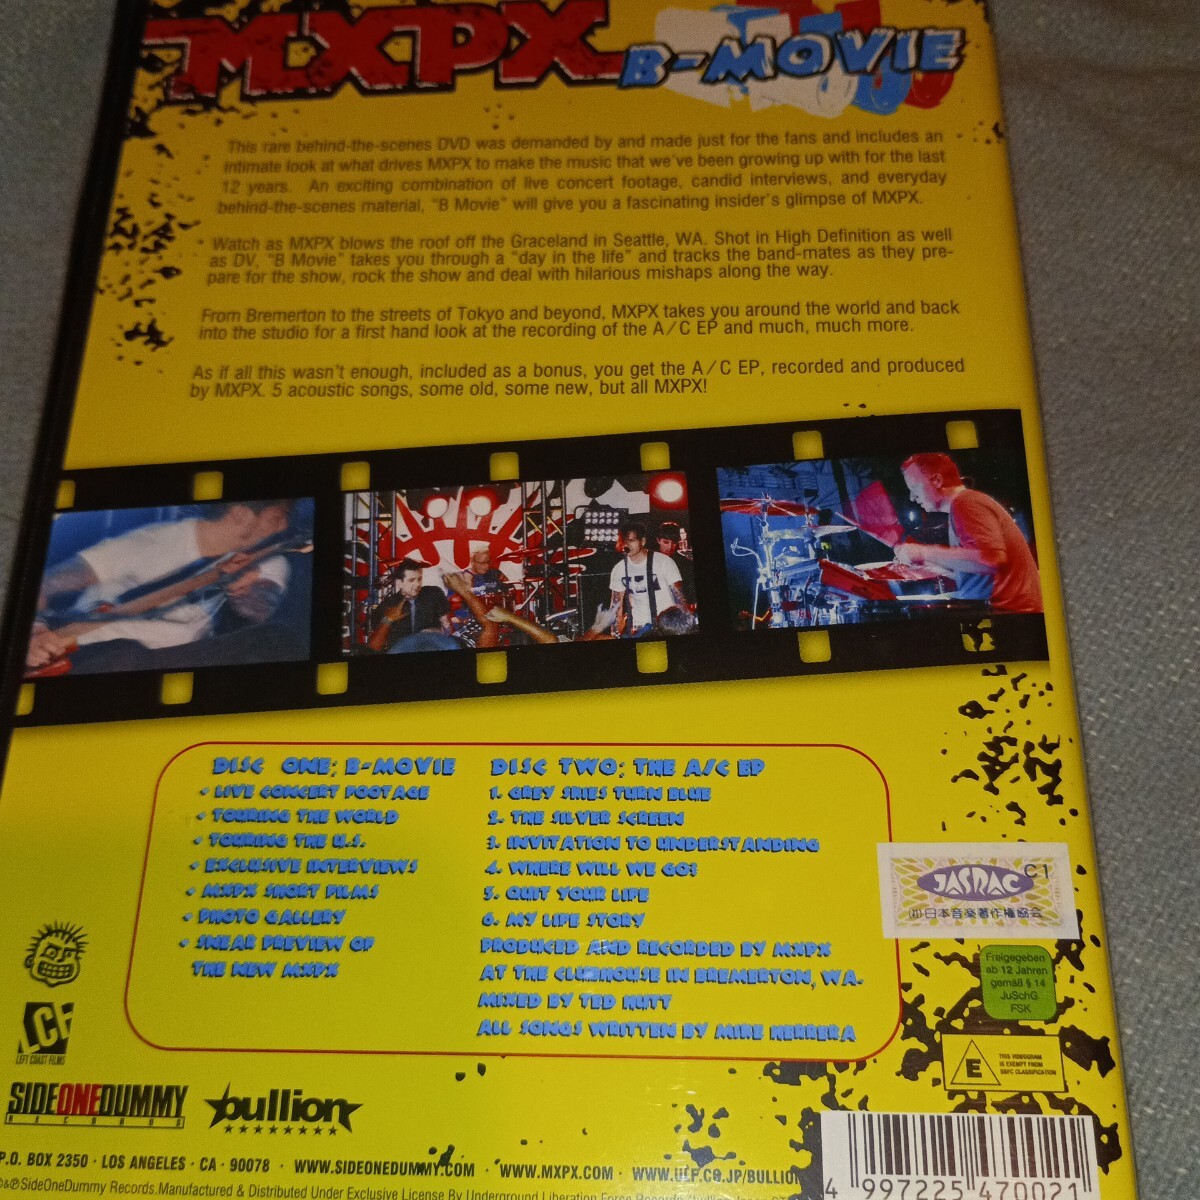 MXPX B-MOVIE
This rare behind-the-scenes DVD was demanded by and made just for the fans and includes an
intimate look at what drives MXPX to make the music that we've been growing up with for the last
12 years. An exciting combination of live concert footage, candid interviews, and everyday
behind-the-scenes material, "B Movie" will give you a fascinating insider's glimpse of MXPX.
Watch as MXPX blows the roof off the Graceland in Seattle, WA. Shot in High Definition as well
as DV, "B Movie" takes you through a "day in the life" and tracks the band-mates as they pre-
pare for the show, rock the show and deal with hilarious mishaps along the way.
From Bremerton to the streets of Tokyo and beyond, MXPX takes you around the world and back
into the studio for a first hand look at the recording of the A/C EP and much, much more.
As if all this wasn't enough, included as a bonus, you get the A/C EP, recorded and produced
by MXPX. 5 acoustic songs, some old, some new, but all MXPX!
DISC ONE: B-MOVIE
• LIVE CONCERT FOOTAGE
• TOURING THE WORLD
• TOURING THE U.S.
• EXCLUSIVE INTERVIEWS
• MXPX SHORT FILMS
• PHOTO GALLERY
• SNEAK PREVIEW OF
THE NEW MXPX
DISC TWO: THE A/C EP
1. GREY SKIES TURN BLUE
2. THE SILVER SCREEN
3. INVITATION TO UNDERSTANDING
4. WHERE WILL WE GO?
5. QUIT YOUR LIFE
6. MY LIFE STORY
PRODUCED AND RECORDED BY MXPX
AT THE CLUBHOUSE IN BREMERTON, WA.
MIXED BY TED HUTT
ALL SONGS WRITTEN BY MIKE HERRERA
JASRAC C1
(社)日本音楽著作権協会
Freigegeben
ab 12 Jahren
gemäß § 14
JuSchG
FSK
E
THIS VIDEOGRAM
IS EXEMPT FROM
BBFC CLASSIFICATION
LCF
LEFT COAST FILMS
SIDEONEDUMMY
RECORDS
bullion
P.O. BOX 2350 · LOS ANGELES · CA · 90078 · WWW.SIDEONEDUMMY.COM · WWW.MXPX.COM · WWW.ULF.CO.JP/BULLION
©&℗SideOneDummy Records. Manufactured & Distributed Under Exclusive License By Underground Liberation Force Records/bullion
4 997225 470021